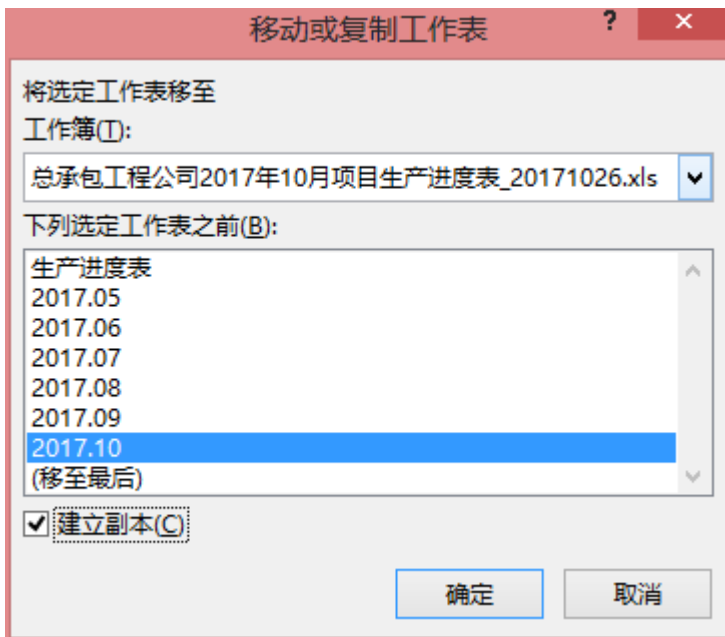 移动或复制工作表
?
×
将选定工作表移至
工作簿(T):
总承包工程公司2017年10月项目生产进度表_20171026.xls
下列选定工作表之前(B):
生产进度表
2017.05
2017.06
2017.07
2017.08
2017.09
2017.10
(移至最后)
建立副本(C)
确定
取消